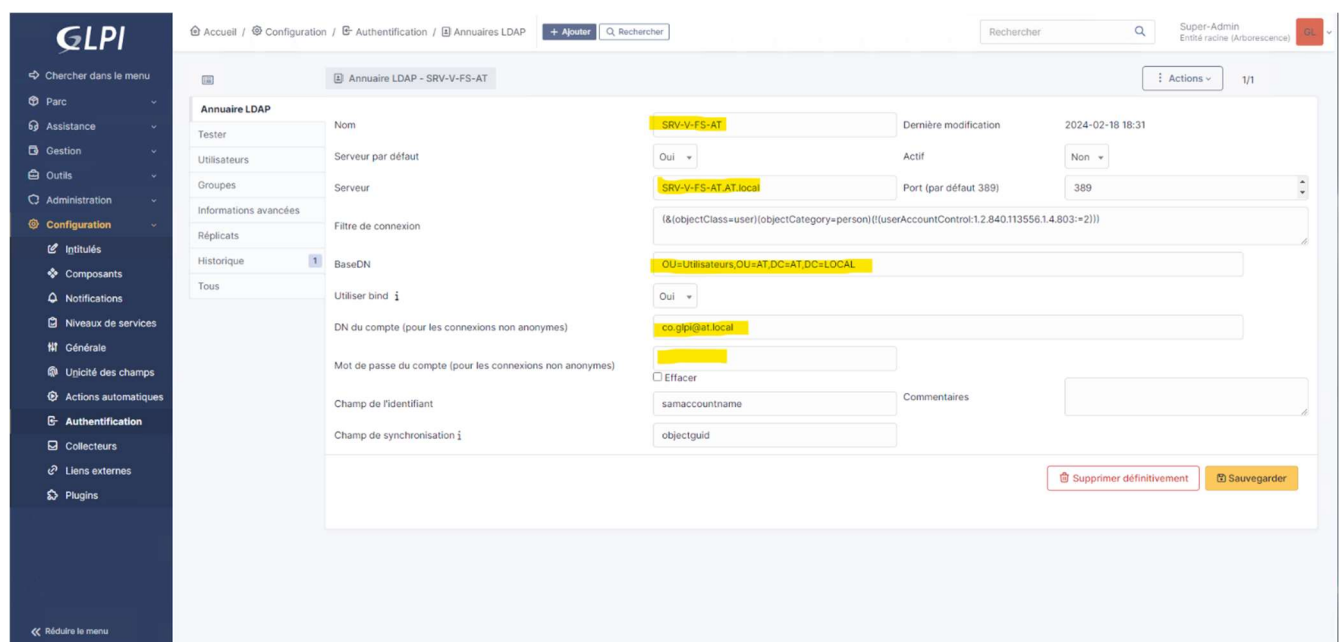 GLPI
Accueil / Configuration / Authentification / Annuaires LDAP
+ Ajouter
Rechercher
Rechercher
Super-Admin
Entité racine (Arborescence)
GL
Chercher dans le menu
Parc
Assistance
Gestion
Outils
Administration
Configuration
Intitulés
Composants
Notifications
Niveaux de services
Générale
Unicité des champs
Actions automatiques
Authentification
Collecteurs
Liens externes
Plugins
Réduire le menu
Annuaire LDAP - SRV-V-FS-AT
Actions
1/1
Annuaire LDAP
Tester
Utilisateurs
Groupes
Informations avancées
Réplicats
Historique 1
Tous
Nom SRV-V-FS-AT Dernière modification 2024-02-18 18:31
Serveur par défaut Oui Actif Non
Serveur SRV-V-FS-AT.AT.local Port (par défaut 389) 389
Filtre de connexion (&(objectClass=user)(objectCategory=person)(!(userAccountControl:1.2.840.113556.1.4.803:=2)))
BaseDN OU=Utilisateurs,OU=AT,DC=AT,DC=LOCAL
Utiliser bind i Oui
DN du compte (pour les connexions non anonymes) co.glpi@at.local
Mot de passe du compte (pour les connexions non anonymes)
Effacer
Champ de l'identifiant samaccountname Commentaires
Champ de synchronisation i objectguid
Supprimer définitivement
Sauvegarder